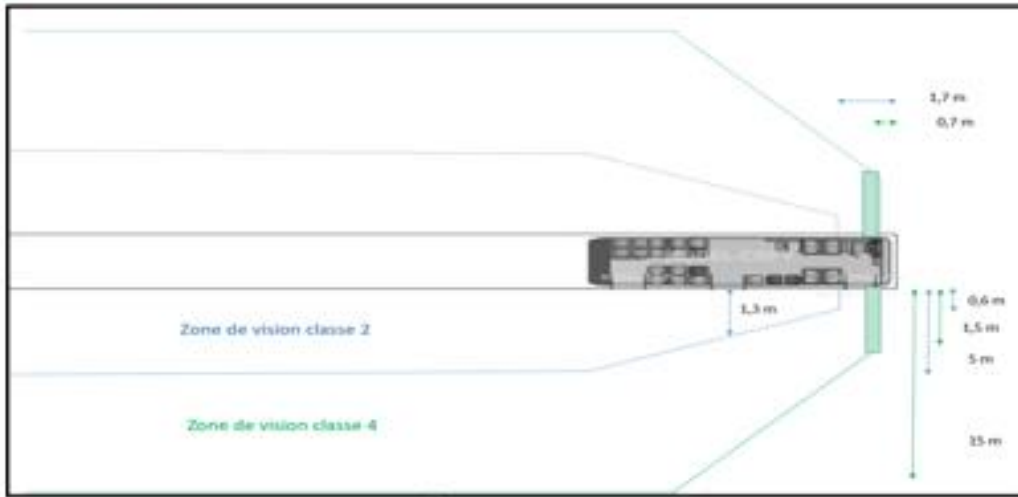 1,7 m
0,7 m
0,6 m
1,3 m
1,5 m
Zone de vision classe 2
5 m
Zone de vision classe 4
15 m